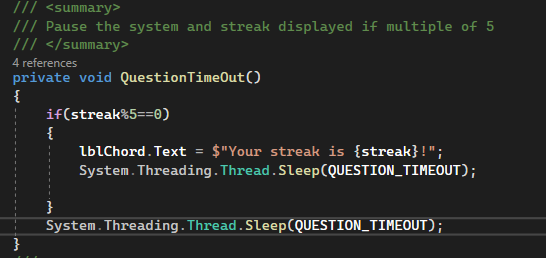 /// <summary>
/// Pause the system and streak displayed if multiple of 5
/// </summary>
4 references
private void QuestionTimeOut()
{
if(streak%5==0)
{
lblChord.Text = $"Your streak is {streak}!";
System.Threading.Thread.Sleep(QUESTION_TIMEOUT);
}
System.Threading.Thread.Sleep(QUESTION_TIMEOUT);
}